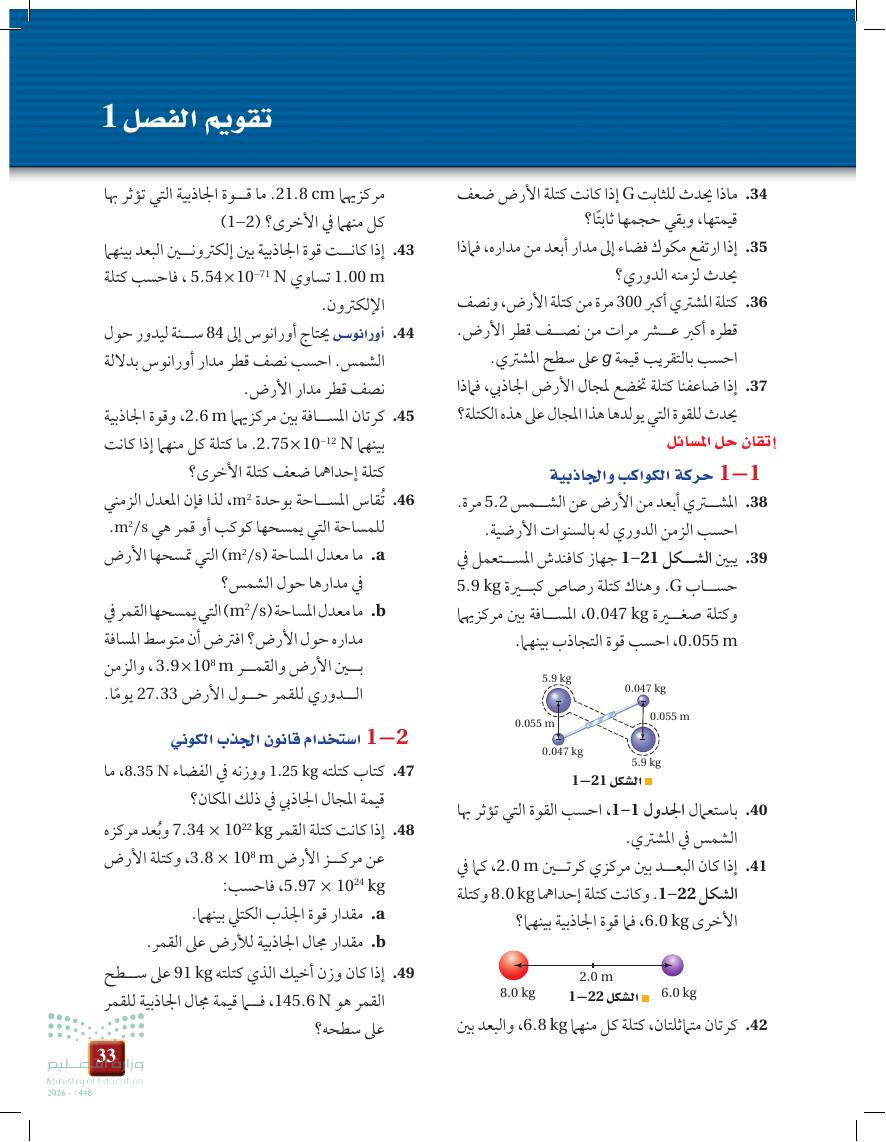 تقويم الفصل 1
34. ماذا يحدث للثابت G إذا كانت كتلة الأرض ضعف
قيمتها، وبقي حجمها ثابتًا؟
35. إذا ارتفع مكوك فضاء إلى مدار أبعد من مداره، فماذا
يحدث لزمنه الدوري؟
36. كتلة المشتري أكبر 300 مرة من كتلة الأرض، ونصف
قطره أكبر عشر مرات من نصف قطر الأرض.
احسب بالتقريب قيمة g على سطح المشتري.
37. إذا ضاعفنا كتلة تخضع لمجال الأرض الجاذبي، فماذا
يحدث للقوة التي يولدها هذا المجال على هذه الكتلة؟
إتقان حل المسائل
1–1 حركة الكواكب والجاذبية
38. المشتري أبعد من الأرض عن الشمس 5.2 مرة.
احسب الزمن الدوري له بالسنوات الأرضية.
39. يبين الشكل 21–1 جهاز كافندش المستعمل في
حساب G. وهناك كتلة رصاص كبيرة 5.9 kg
وكتلة صغيرة 0.047 kg، المسافة بين مركزيهما
0.055 m، احسب قوة التجاذب بينهما.
5.9 kg
0.047 kg
0.055 m
0.055 m
0.047 kg
5.9 kg
الشكل 21–1
40. باستعمال الجدول 1–1، احسب القوة التي تؤثر بها
الشمس في المشتري.
41. إذا كان البعد بين مركزي كرتين 2.0 m، كما في
الشكل 22–1. وكانت كتلة إحداهما 8.0 kg وكتلة
الأخرى 6.0 kg، فما قوة الجاذبية بينهما؟
2.0 m
8.0 kg
6.0 kg
الشكل 22–1
42. كرتان متماثلتان، كتلة كل منهما 6.8 kg، والبعد بين
مركزيهما 21.8 cm. ما قوة الجاذبية التي تؤثر بها
كل منهما في الأخرى؟ (2–1)
43. إذا كانت قوة الجاذبية بين إلكترونين البعد بينهما
1.00 m تساوي 5.54×10⁻⁷¹ N ، فاحسب كتلة
الإلكترون.
44. أورانوس يحتاج أورانوس إلى 84 سنة ليدور حول
الشمس. احسب نصف قطر مدار أورانوس بدلالة
نصف قطر مدار الأرض.
45. كرتان المسافة بين مركزيهما 2.6 m، وقوة الجاذبية
بينهما 2.75×10⁻¹² N. ما كتلة كل منهما إذا كانت
كتلة إحداهما ضعف كتلة الأخرى؟
46. تُقاس المساحة بوحدة m²، لذا فإن المعدل الزمني
للمساحة التي يمسحها كوكب أو قمر هي m²/s.
a. ما معدل المساحة (m²/s) التي تمسحها الأرض
في مدارها حول الشمس؟
b. ما معدل المساحة (m²/s) التي يمسحها القمر في
مداره حول الأرض؟ افترض أن متوسط المسافة
بين الأرض والقمر 3.9×10⁸ m ، والزمن
الدوري للقمر حول الأرض 27.33 يومًا.
1–2 استخدام قانون الجذب الكوني
47. كتاب كتلته 1.25 kg ووزنه في الفضاء 8.35 N، ما
قيمة المجال الجاذبي في ذلك المكان؟
48. إذا كانت كتلة القمر 7.34 × 10²² kg وبُعد مركزه
عن مركز الأرض 3.8 × 10⁸ m، وكتلة الأرض
5.97 × 10²⁴ kg، فاحسب:
a. مقدار قوة الجذب الكتلي بينهما.
b. مقدار مجال الجاذبية للأرض على القمر.
49. إذا كان وزن أخيك الذي كتلته 91 kg على سطح
القمر هو 145.6 N، فما قيمة مجال الجاذبية للقمر
على سطحه؟
33
وزارة التعليم
Ministry of Education
2026 - 1448